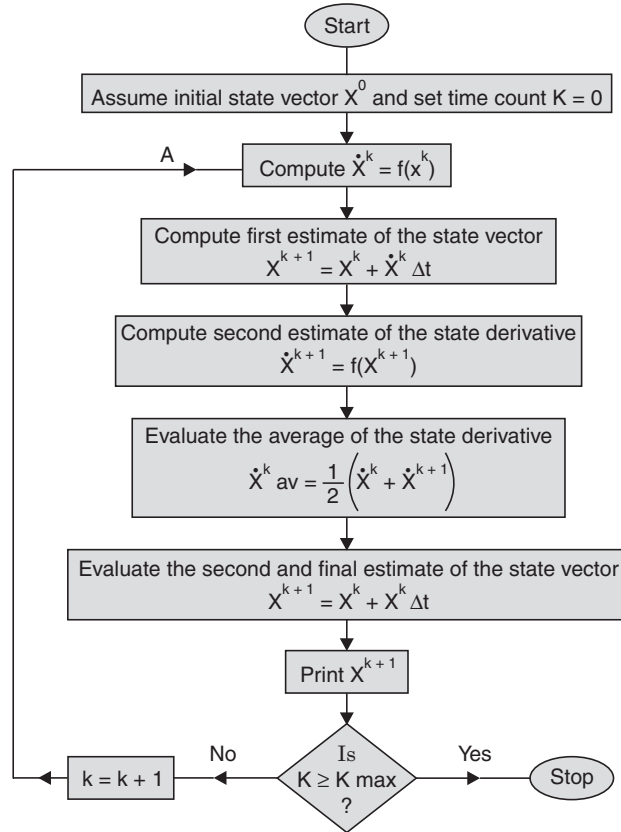 Start
Assume initial state vector X⁰ and set time count K = 0
A
Compute Ẋᵏ = f(xᵏ)
Compute first estimate of the state vector
Xᵏ⁺¹ = Xᵏ + Ẋᵏ Δt
Compute second estimate of the state derivative
Ẋᵏ⁺¹ = f(Xᵏ⁺¹)
Evaluate the average of the state derivative
Ẋᵏ av = 1/2 (Ẋᵏ + Ẋᵏ⁺¹)
Evaluate the second and final estimate of the state vector
Xᵏ⁺¹ = Xᵏ + Xᵏ Δt
Print Xᵏ⁺¹
No
Is
Yes
k = k + 1
K ≥ K max
Stop
?